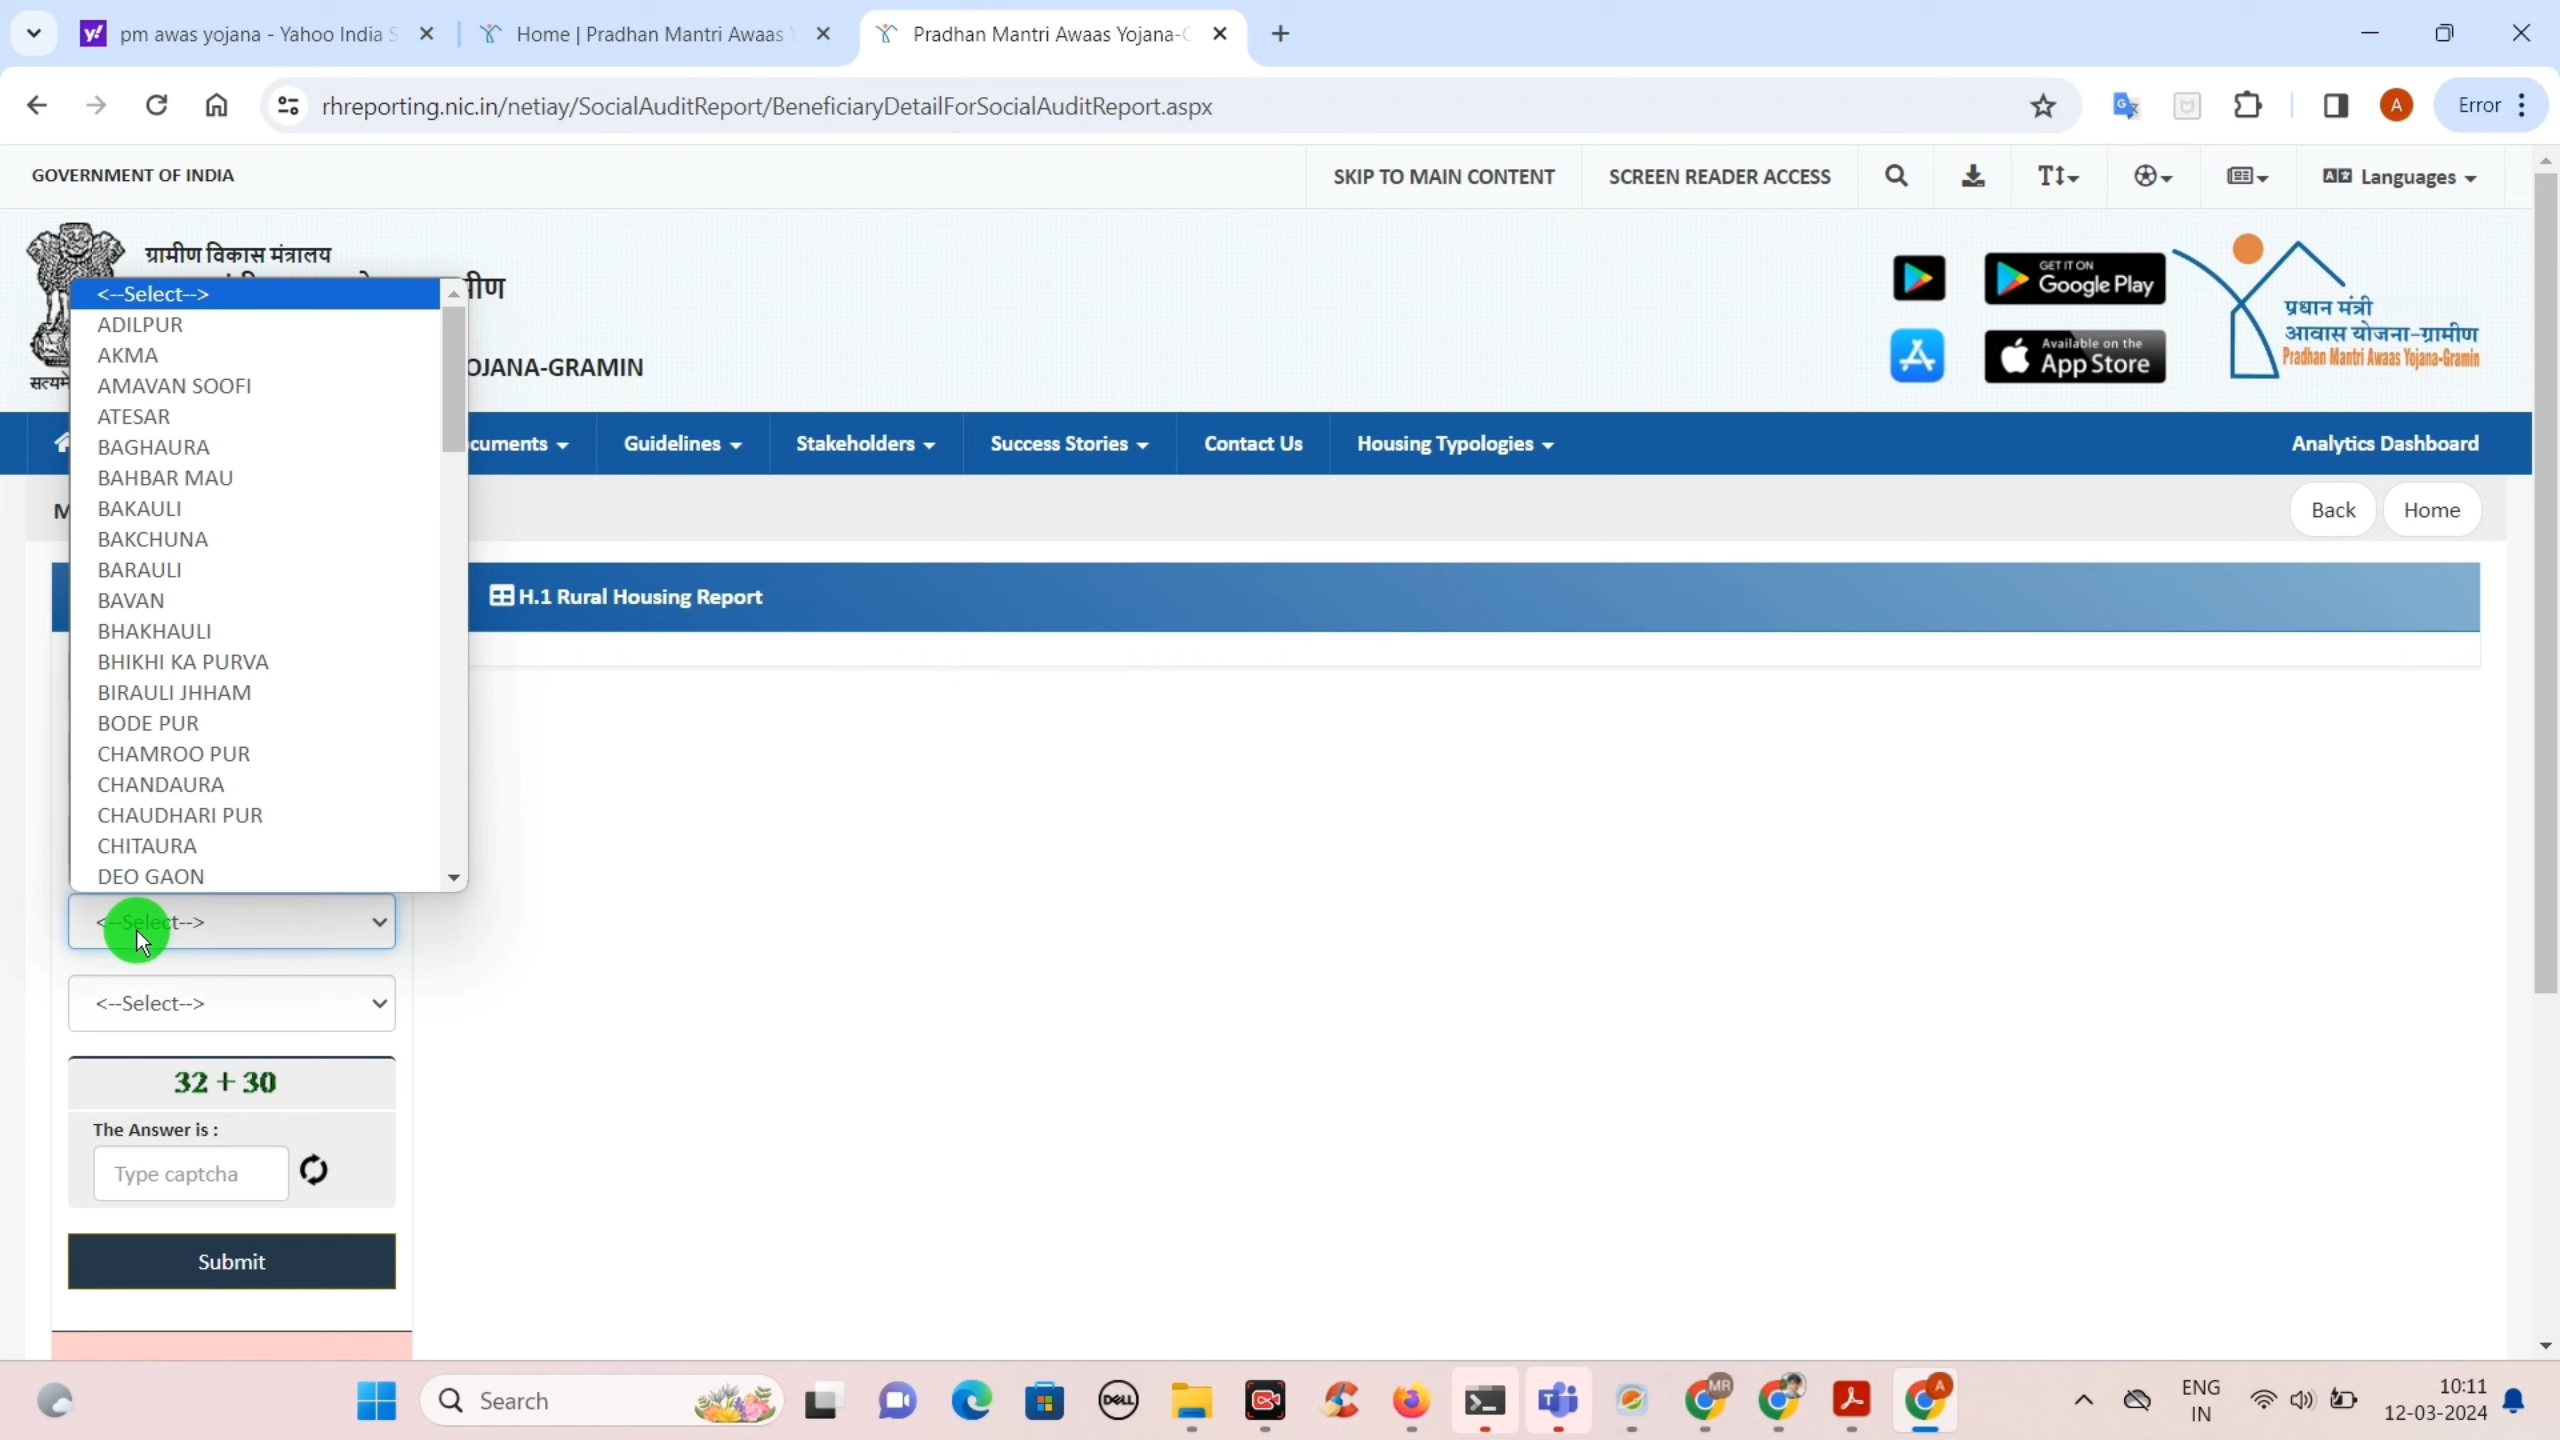 pm awas yojana - Yahoo India S
Home | Pradhan Mantri Awaas Y
Pradhan Mantri Awaas Yojana-G
rhreporting.nic.in/netiay/SocialAuditReport/BeneficiaryDetailForSocialAuditReport.aspx
A
Error
GOVERNMENT OF INDIA
SKIP TO MAIN CONTENT
SCREEN READER ACCESS
Languages
ग्रामीण विकास मंत्रालय
OJANA-GRAMIN
GET IT ON
Google Play
Available on the
App Store
प्रधान मंत्री
आवास योजना-ग्रामीण
Pradhan Mantri Awaas Yojana-Gramin
cuments
Guidelines
Stakeholders
Success Stories
Contact Us
Housing Typologies
Analytics Dashboard
M
Back
Home
H.1 Rural Housing Report
<--Select-->
ADILPUR
AKMA
AMAVAN SOOFI
ATESAR
BAGHAURA
BAHBAR MAU
BAKAULI
BAKCHUNA
BARAULI
BAVAN
BHAKHAULI
BHIKHI KA PURVA
BIRAULI JHHAM
BODE PUR
CHAMROO PUR
CHANDAURA
CHAUDHARI PUR
CHITAURA
DEO GAON
<--Select-->
<--Select-->
32 + 30
The Answer is :
Type captcha
Submit
Search
DELL
MR
A
ENG
IN
10:11
12-03-2024